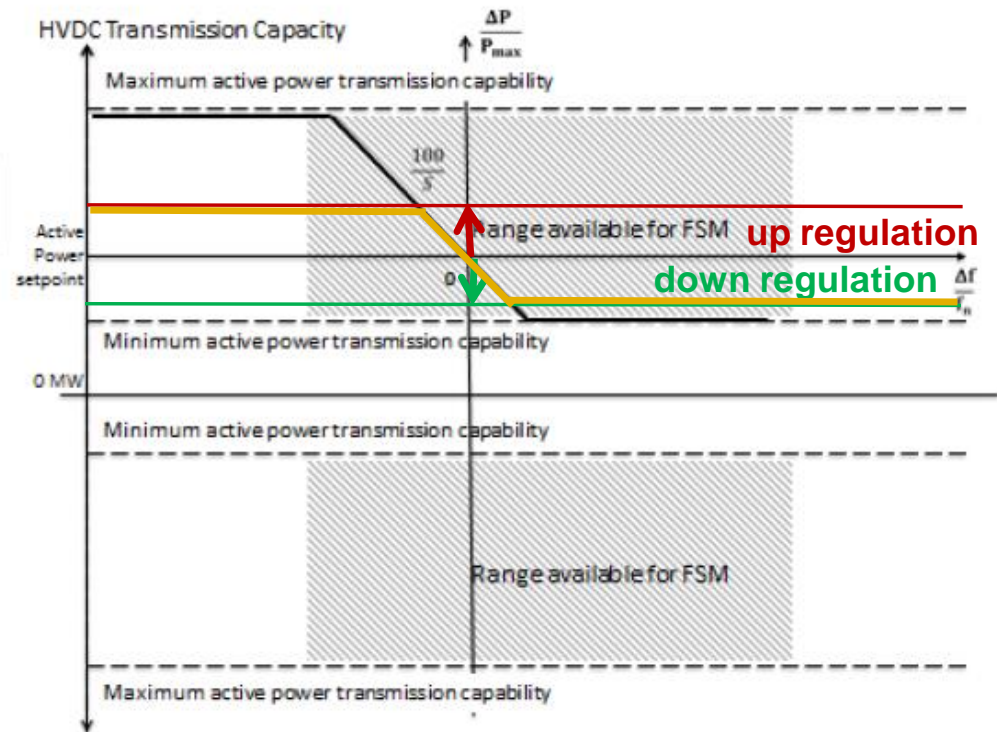 HVDC Transmission Capacity
ΔP
Pmax
Maximum active power transmission capability
100
S
Active
Power
setpoint
Range available for FSM
up regulation
0
down regulation
Δf
fn
Minimum active power transmission capability
0 MW
Minimum active power transmission capability
Range available for FSM
Maximum active power transmission capability